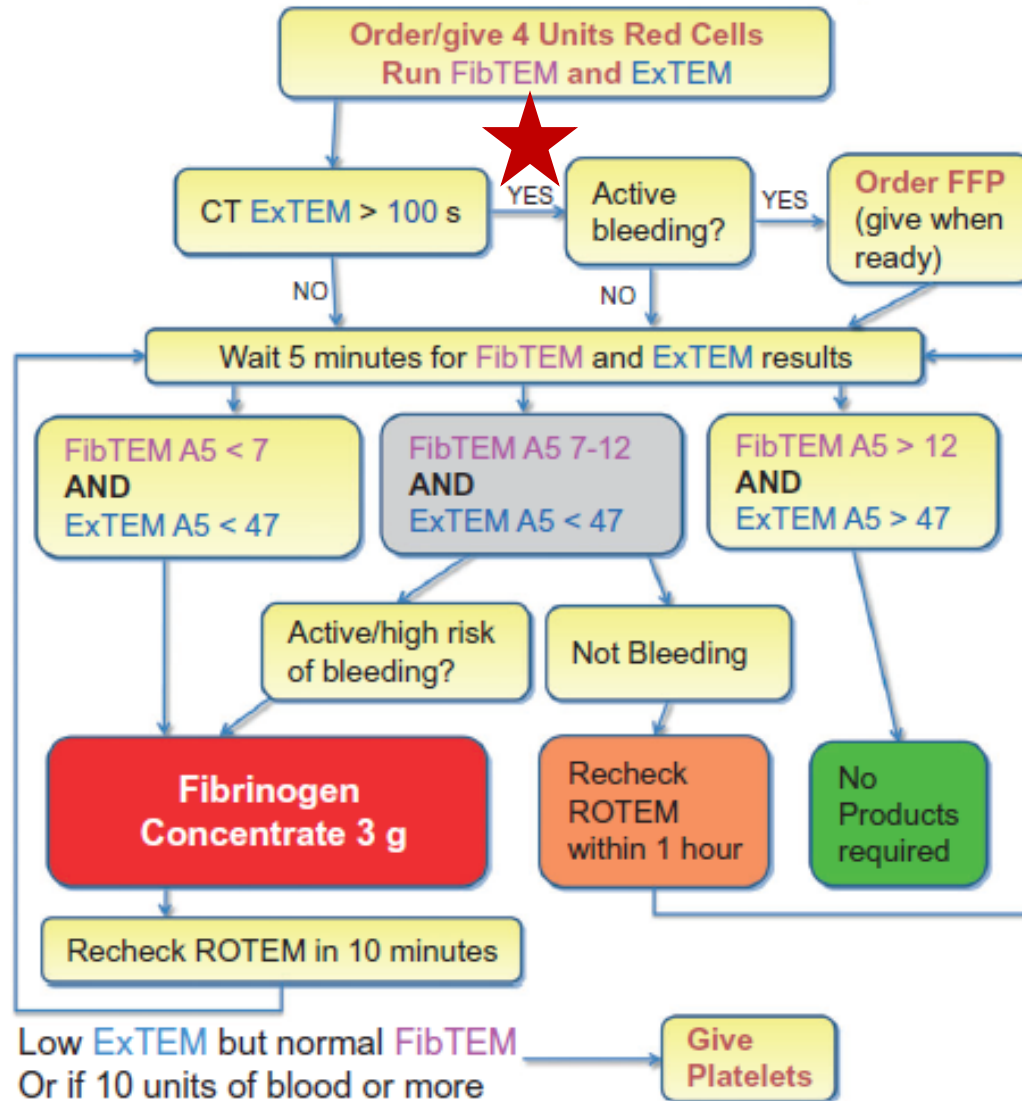 Order/give 4 Units Red Cells
Run FibTEM and ExTEM
CT ExTEM > 100 s
YES
Active
bleeding?
YES
Order FFP
(give when
ready)
NO
NO
Wait 5 minutes for FibTEM and ExTEM results
FibTEM A5 < 7
AND
ExTEM A5 < 47
FibTEM A5 7-12
AND
ExTEM A5 < 47
FibTEM A5 > 12
AND
ExTEM A5 > 47
Active/high risk
of bleeding?
Not Bleeding
Fibrinogen
Concentrate 3 g
Recheck
ROTEM
within 1 hour
No
Products
required
Recheck ROTEM in 10 minutes
Low ExTEM but normal FibTEM
Or if 10 units of blood or more
Give
Platelets